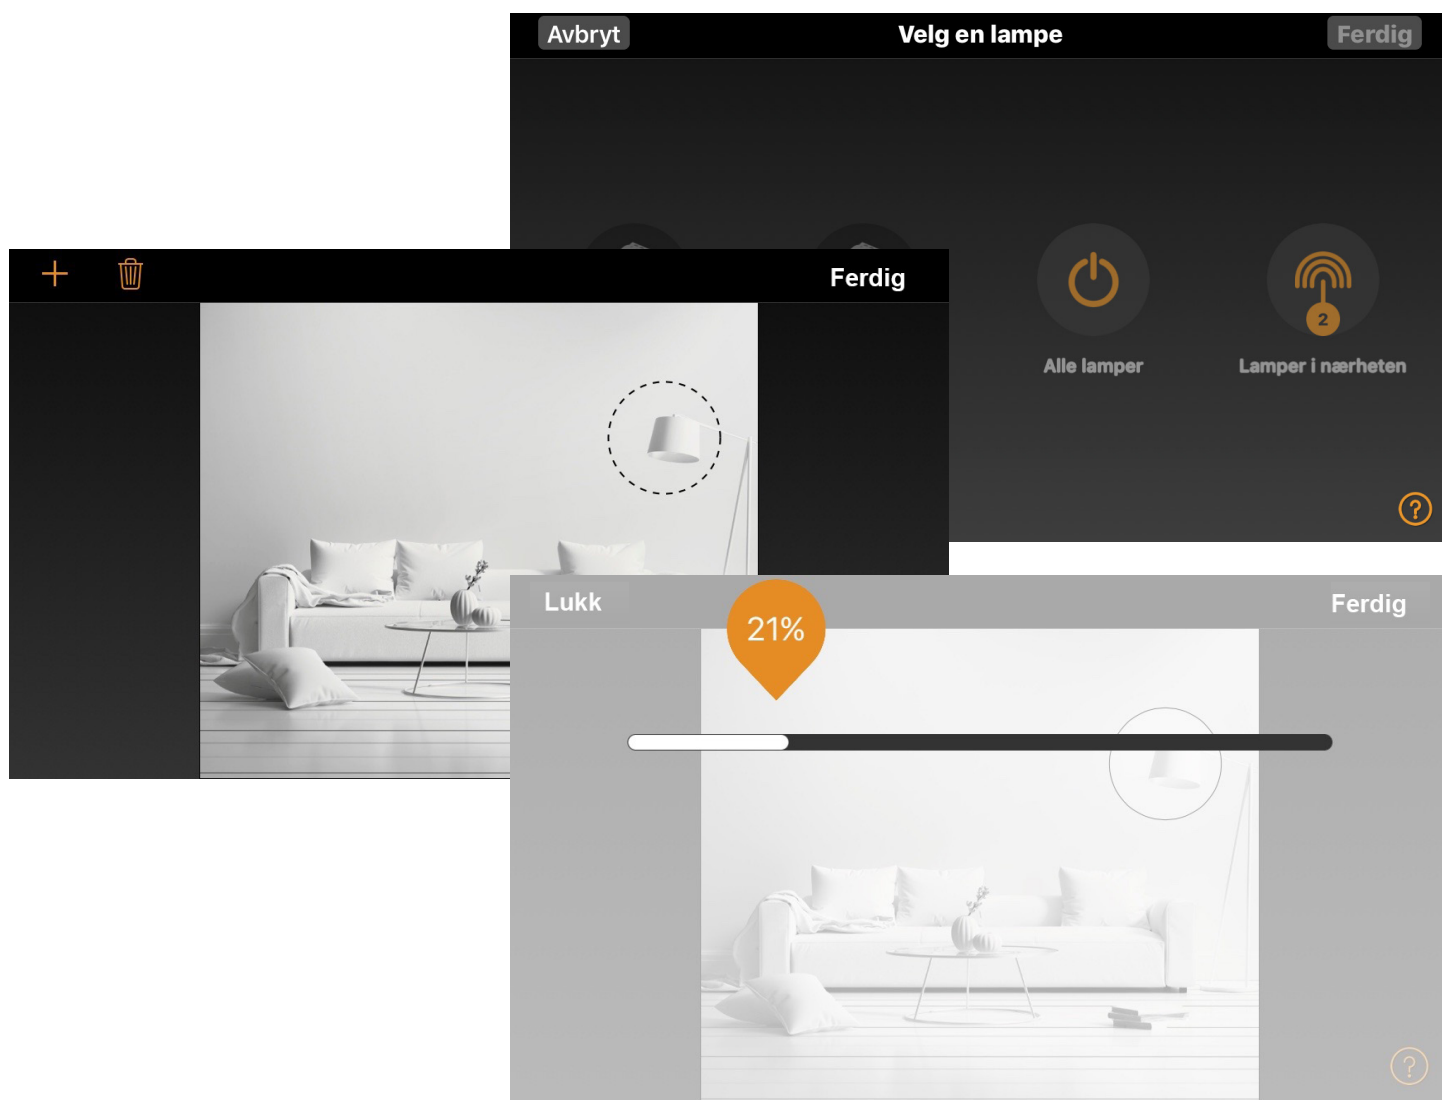 Avbryt
Velg en lampe
Ferdig
2
Alle lamper
Lamper i nærheten
?
Ferdig
Lukk
21%
Ferdig
?